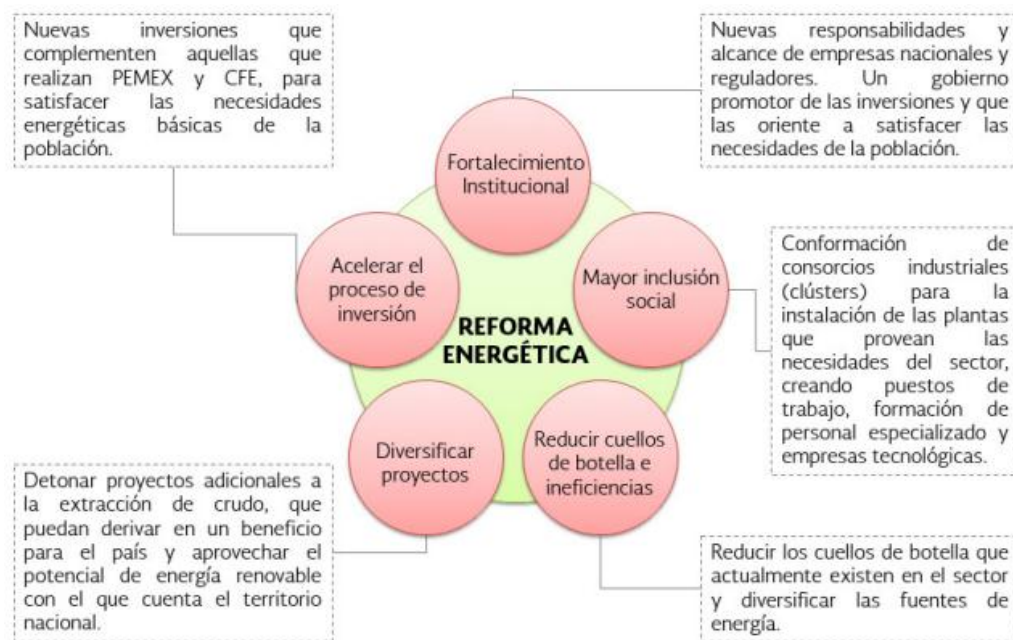 Nuevas inversiones que
complementen aquellas que
realizan PEMEX y CFE, para
satisfacer las necesidades
energéticas básicas de la
población.
Nuevas responsabilidades y
alcance de empresas nacionales y
reguladores. Un gobierno
promotor de las inversiones y que
las oriente a satisfacer las
necesidades de la población.
Fortalecimiento
Institucional
Acelerar el
proceso de
inversión
Mayor inclusión
social
REFORMA
ENERGÉTICA
Conformación de
consorcios industriales
(clústers) para la
instalación de las plantas
que provean las
necesidades del sector,
creando puestos de
trabajo, formación de
personal especializado y
empresas tecnológicas.
Diversificar
proyectos
Reducir cuellos
de botella e
ineficiencias
Detonar proyectos adicionales a
la extracción de crudo, que
puedan derivar en un beneficio
para el país y aprovechar el
potencial de energía renovable
con el que cuenta el territorio
nacional.
Reducir los cuellos de botella que
actualmente existen en el sector
y diversificar las fuentes de
energía.